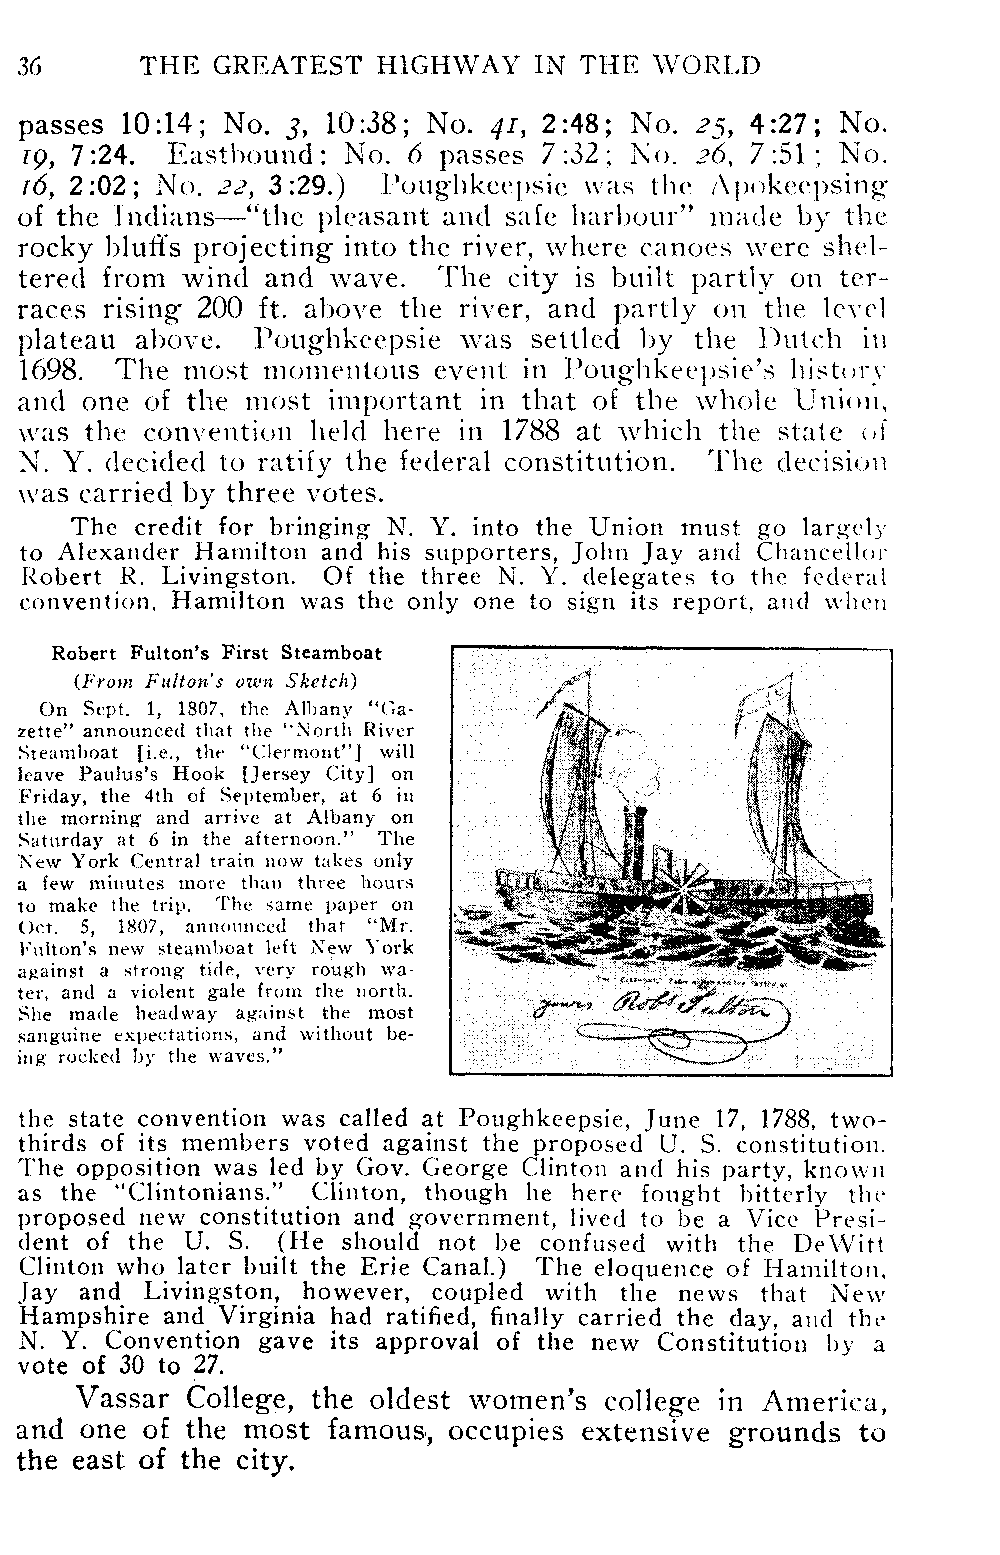 36 THE GREATEST HIGHWAY IN THE WORLD
passes 10:14; No. 3, 10:38; No. 41, 2:48; No. 25, 4:27; No.
19, 7:24. Eastbound: No. 6 passes 7:32; No. 26, 7:51; No.
16, 2:02; No. 22, 3:29.) Poughkeepsie was the Apokeepsing
of the Indians—“the pleasant and safe harbour” made by the
rocky bluffs projecting into the river, where canoes were shel-
tered from wind and wave. The city is built partly on ter-
races rising 200 ft. above the river, and partly on the level
plateau above. Poughkeepsie was settled by the Dutch in
1698. The most momentous event in Poughkeepsie’s history
and one of the most important in that of the whole Union,
was the convention held here in 1788 at which the state of
N. Y. decided to ratify the federal constitution. The decision
was carried by three votes.
The credit for bringing N. Y. into the Union must go largely
to Alexander Hamilton and his supporters, John Jay and Chancellor
Robert R. Livingston. Of the three N. Y. delegates to the federal
convention, Hamilton was the only one to sign its report, and when
Robert Fulton’s First Steamboat
(From Fulton’s own Sketch)
On Sept. 1, 1807, the Albany “Ga-
zette” announced that the “North River
Steamboat [i.e., the “Clermont”] will
leave Paulus’s Hook [Jersey City] on
Friday, the 4th of September, at 6 in
the morning and arrive at Albany on
Saturday at 6 in the afternoon.” The
New York Central train now takes only
a few minutes more than three hours
to make the trip. The same paper on
Oct. 5, 1807, announced that “Mr.
Fulton’s new steamboat left New York
against a strong tide, very rough wa-
ter, and a violent gale from the north.
She made headway against the most
sanguine expectations, and without be-
ing rocked by the waves.”
yours Robt Fulton
the state convention was called at Poughkeepsie, June 17, 1788, two-
thirds of its members voted against the proposed U. S. constitution.
The opposition was led by Gov. George Clinton and his party, known
as the “Clintonians.” Clinton, though he here fought bitterly the
proposed new constitution and government, lived to be a Vice Presi-
dent of the U. S. (He should not be confused with the DeWitt
Clinton who later built the Erie Canal.) The eloquence of Hamilton,
Jay and Livingston, however, coupled with the news that New
Hampshire and Virginia had ratified, finally carried the day, and the
N. Y. Convention gave its approval of the new Constitution by a
vote of 30 to 27.
Vassar College, the oldest women’s college in America,
and one of the most famous, occupies extensive grounds to
the east of the city.